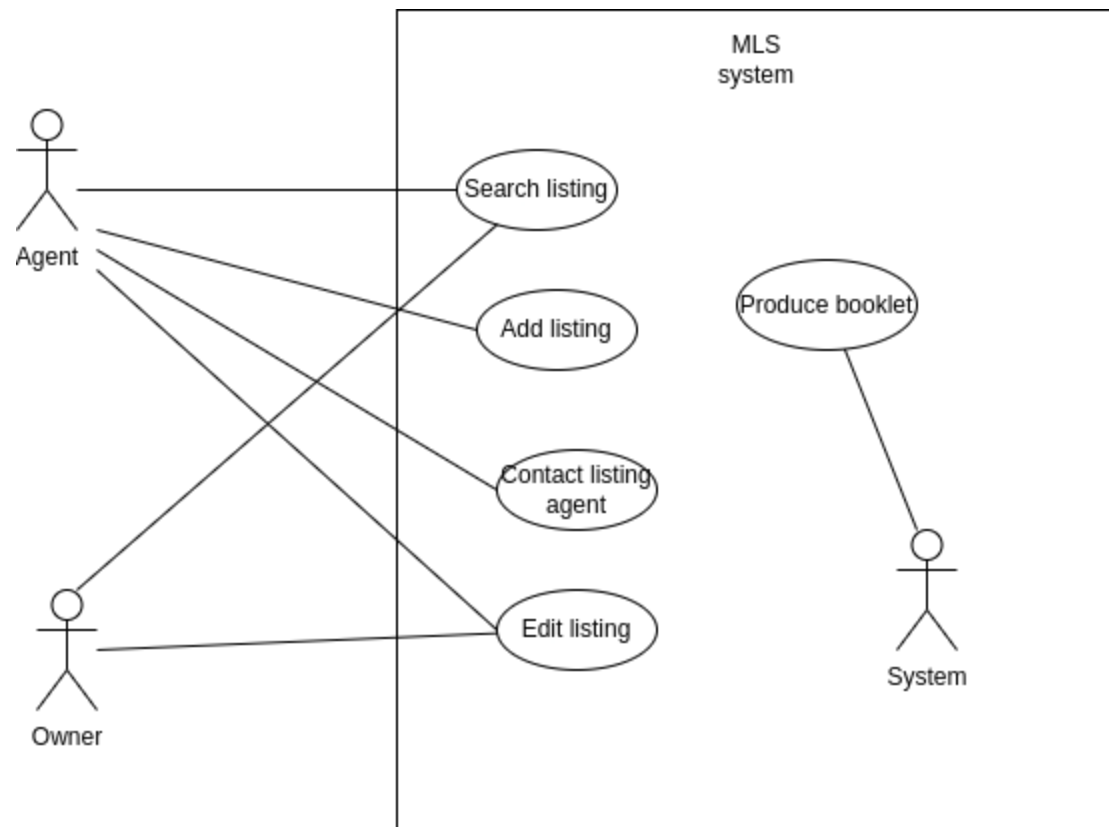 MLS
system
Search listing
Agent
Produce booklet
Add listing
Contact listing
agent
Edit listing
System
Owner